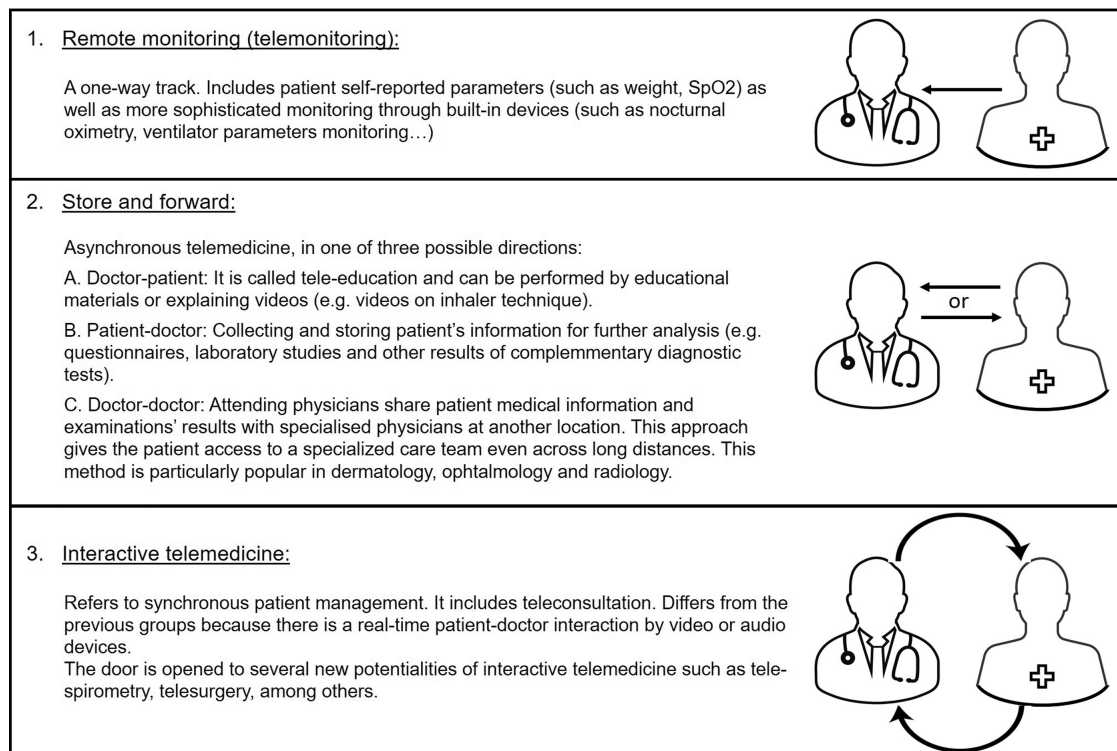 1. Remote monitoring (telemonitoring):
A one-way track. Includes patient self-reported parameters (such as weight, SpO2) as
well as more sophisticated monitoring through built-in devices (such as nocturnal
oximetry, ventilator parameters monitoring…)
2. Store and forward:
Asynchronous telemedicine, in one of three possible directions:
A. Doctor-patient: It is called tele-education and can be performed by educational
materials or explaining videos (e.g. videos on inhaler technique).
B. Patient-doctor: Collecting and storing patient’s information for further analysis (e.g.
questionnaires, laboratory studies and other results of complemmentary diagnostic
tests).
C. Doctor-doctor: Attending physicians share patient medical information and
examinations’ results with specialised physicians at another location. This approach
gives the patient access to a specialized care team even across long distances. This
method is particularly popular in dermatology, ophtalmology and radiology.
or
3. Interactive telemedicine:
Refers to synchronous patient management. It includes teleconsultation. Differs from the
previous groups because there is a real-time patient-doctor interaction by video or audio
devices.
The door is opened to several new potentialities of interactive telemedicine such as tele-
spirometry, telesurgery, among others.